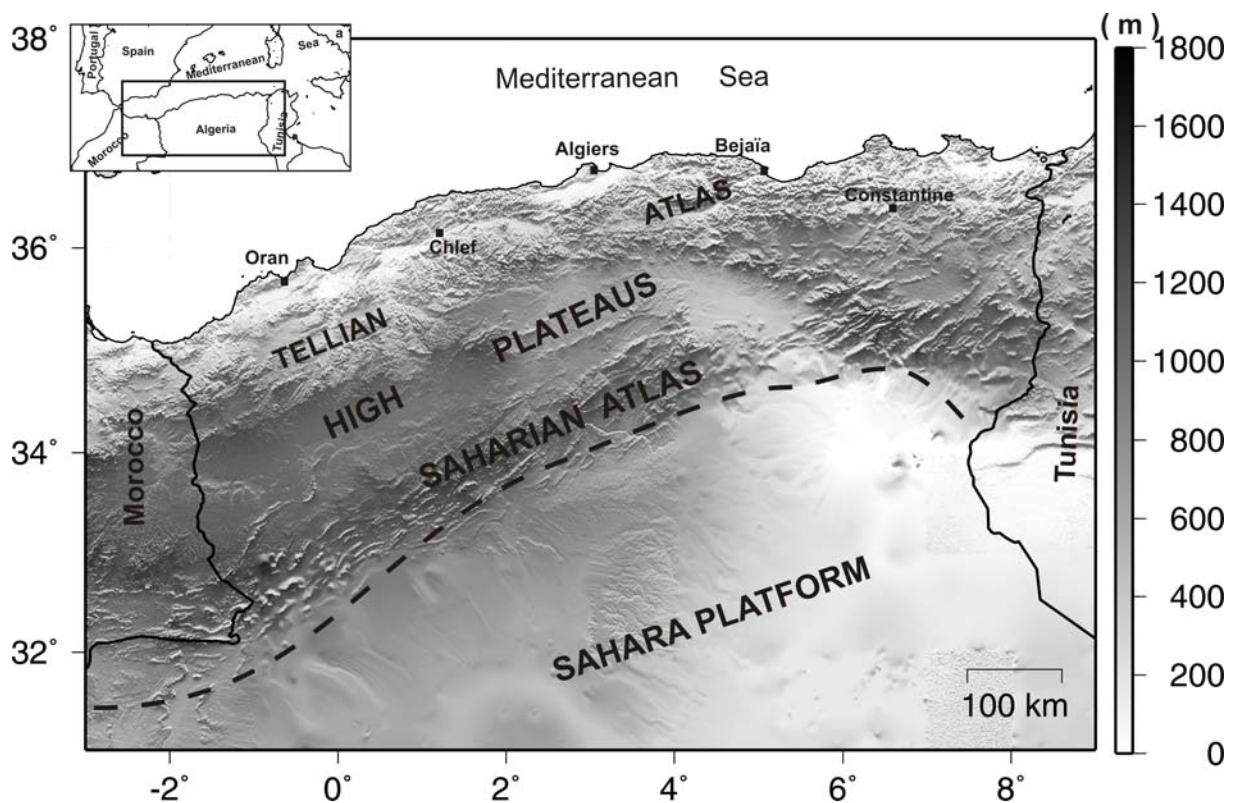 ( m )
38°
1800
a
Portugal
Spain
Sea
Mediterranean
Algeria
Tunisia
Morocco
Mediterranean Sea
1600
Algiers
Bejaïa
ATLAS
Constantine
1400
36°
Oran
Chlef
1200
TELLIAN
PLATEAUS
1000
HIGH
SAHARIAN ATLAS
Morocco
Tunisia
34°
800
600
SAHARA PLATFORM
400
32°
100 km
200
0
-2°
0°
2°
4°
6°
8°